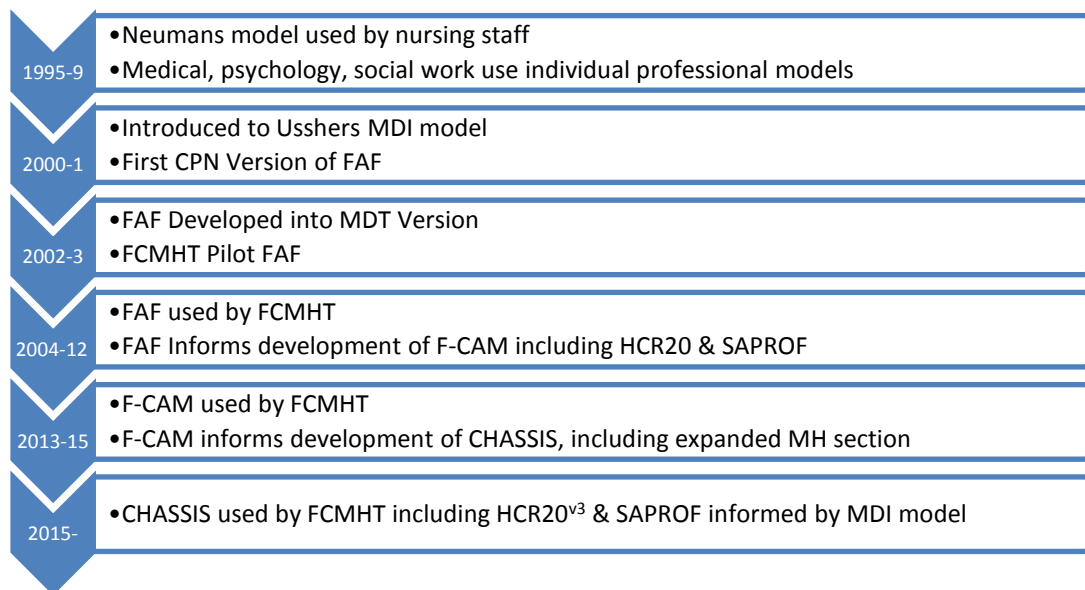 1995-9
•Neumans model used by nursing staff
•Medical, psychology, social work use individual professional models
2000-1
•Introduced to Usshers MDI model
•First CPN Version of FAF
2002-3
•FAF Developed into MDT Version
•FCMHT Pilot FAF
2004-12
•FAF used by FCMHT
•FAF Informs development of F-CAM including HCR20 & SAPROF
2013-15
•F-CAM used by FCMHT
•F-CAM informs development of CHASSIS, including expanded MH section
2015-
•CHASSIS used by FCMHT including HCR20v3 & SAPROF informed by MDI model